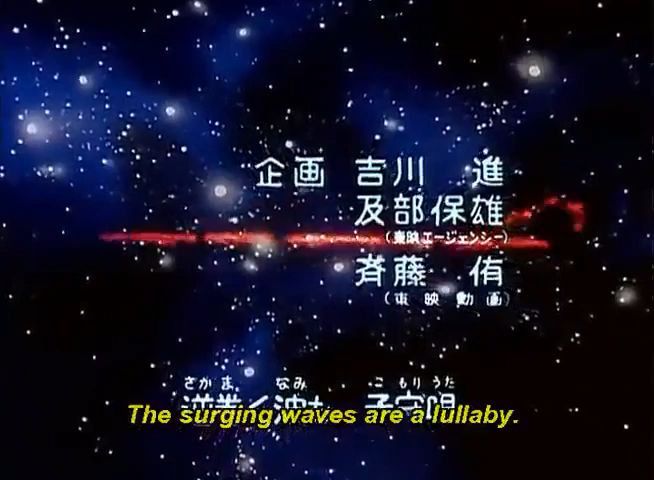 企画 吉川 進
及部保雄
(東映エージェンシー)
斉藤 侑
(東映動画)
さかま なみ こもりうた
逆巻く波も 子守唄
The surging waves are a lullaby.